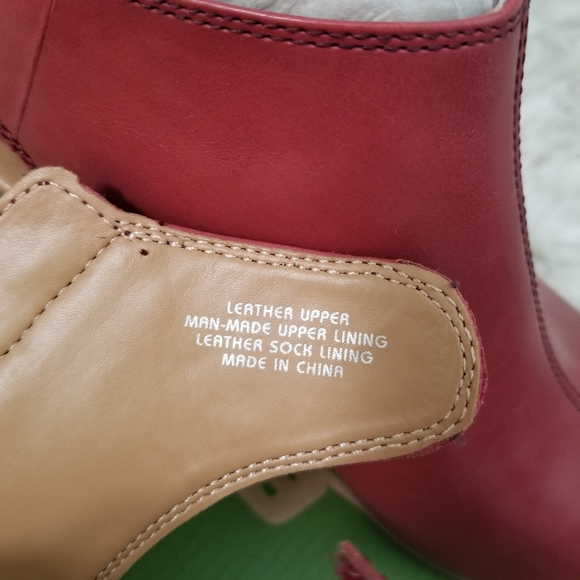 LEATHER UPPER
MAN-MADE UPPER LINING
LEATHER SOCK LINING
MADE IN CHINA